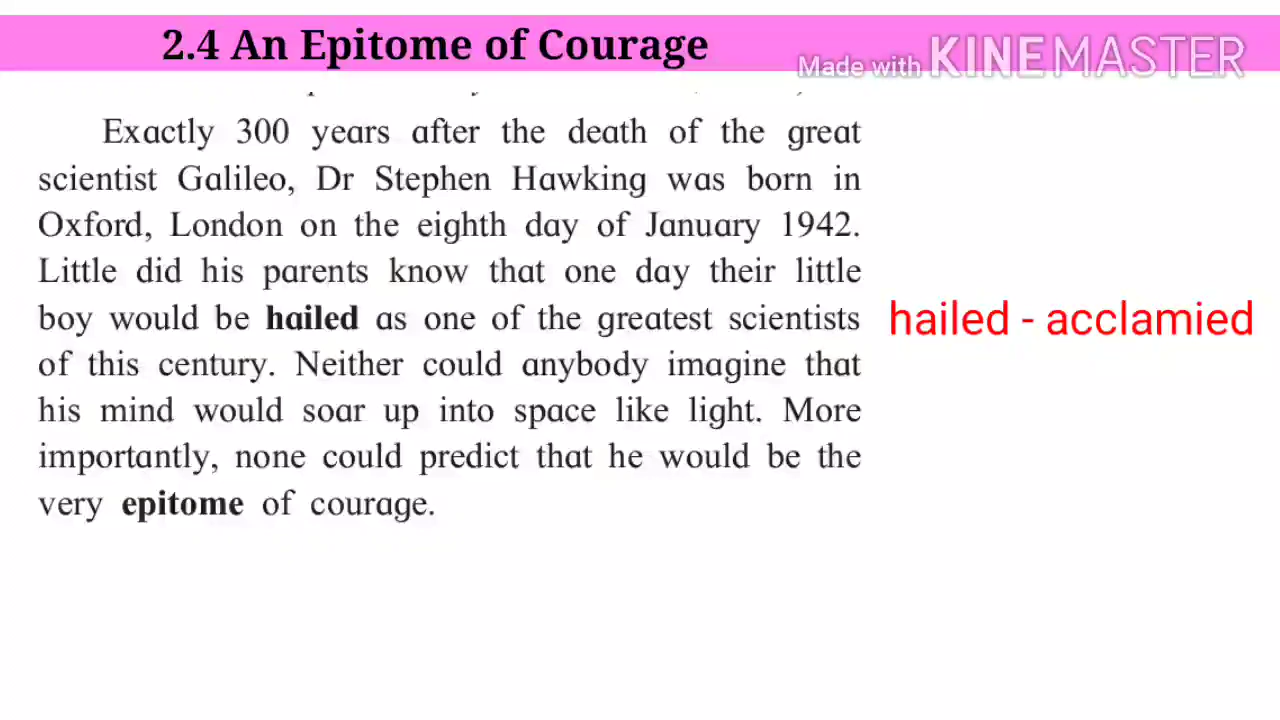 2.4 An Epitome of Courage
Made with KINEMASTER
Exactly 300 years after the death of the great
scientist Galileo, Dr Stephen Hawking was born in
Oxford, London on the eighth day of January 1942.
Little did his parents know that one day their little
boy would be hailed as one of the greatest scientists
of this century. Neither could anybody imagine that
his mind would soar up into space like light. More
importantly, none could predict that he would be the
very epitome of courage.
hailed - acclamied